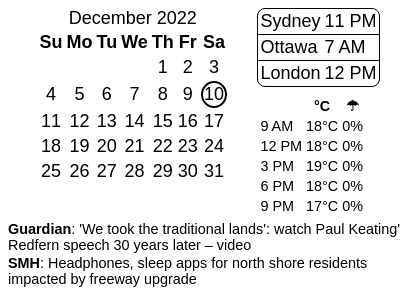 December 2022
Su Mo Tu We Th Fr Sa
1 2 3
4 5 6 7 8 9 10
11 12 13 14 15 16 17
18 19 20 21 22 23 24
25 26 27 28 29 30 31
Sydney 11 PM
Ottawa 7 AM
London 12 PM
°C ☂
9 AM 18°C 0%
12 PM 18°C 0%
3 PM 19°C 0%
6 PM 18°C 0%
9 PM 17°C 0%
Guardian: 'We took the traditional lands': watch Paul Keating'
Redfern speech 30 years later – video
SMH: Headphones, sleep apps for north shore residents
impacted by freeway upgrade